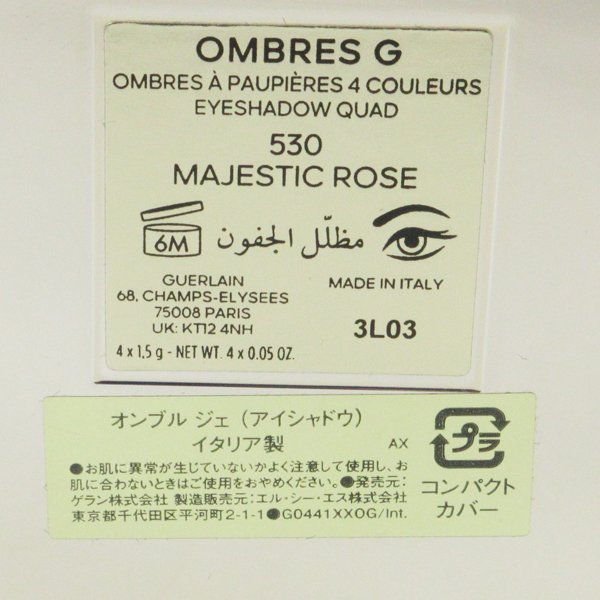 OMBRES G
OMBRES À PAUPIÈRES 4 COULEURS
EYESHADOW QUAD
530
MAJESTIC ROSE
6M
مظلّل الجفون
GUERLAIN
68, CHAMPS-ELYSEES
75008 PARIS
UK: KT12 4NH
MADE IN ITALY
3L03
4 x 1,5 g - NET WT. 4 x 0.05 OZ.
オンブル ジェ（アイシャドウ）
イタリア製
AX
●お肌に異常が生じていないかよく注意して使用し、お
肌に合わないときはご使用をおやめください。●発売元：
ゲラン株式会社 製造販売元：エル・シー・エス株式会社
東京都千代田区平河町2-1-1●G0441XXOG/Int.
プラ
コンパクト
カバー